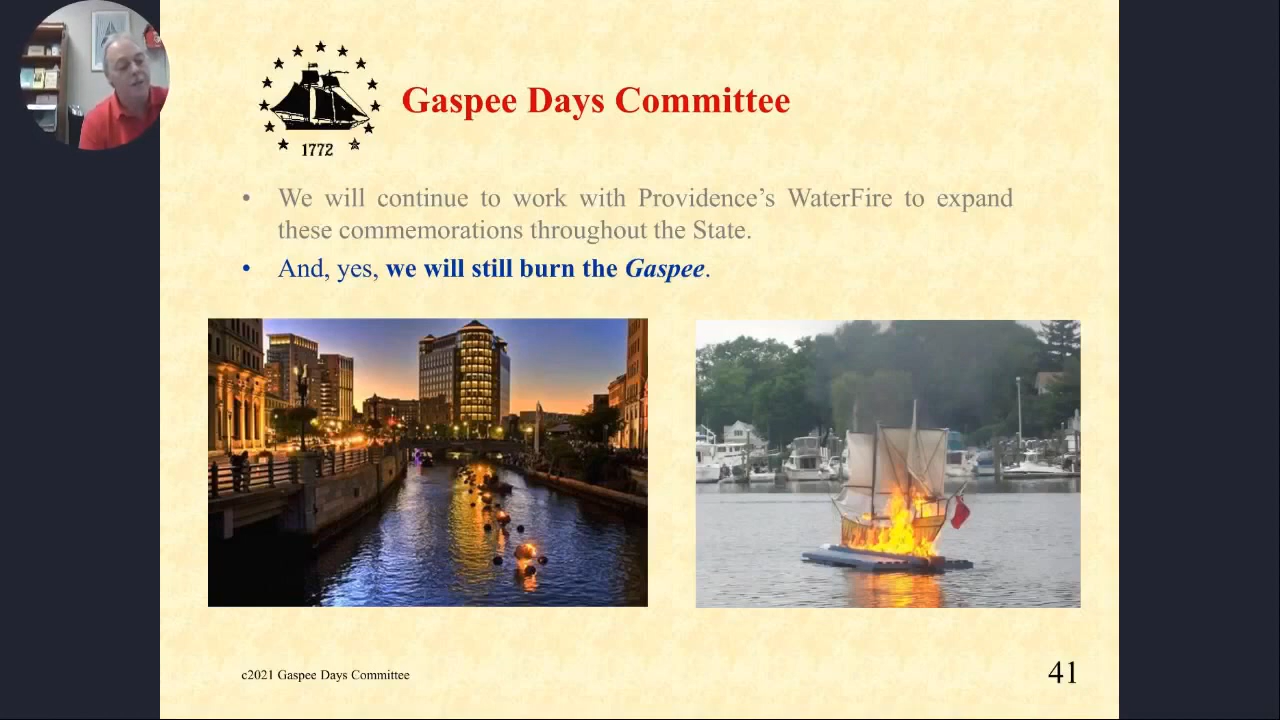 Gaspee Days Committee
1772
• We will continue to work with Providence’s WaterFire to expand
these commemorations throughout the State.
• And, yes, we will still burn the Gaspee.
c2021 Gaspee Days Committee
41